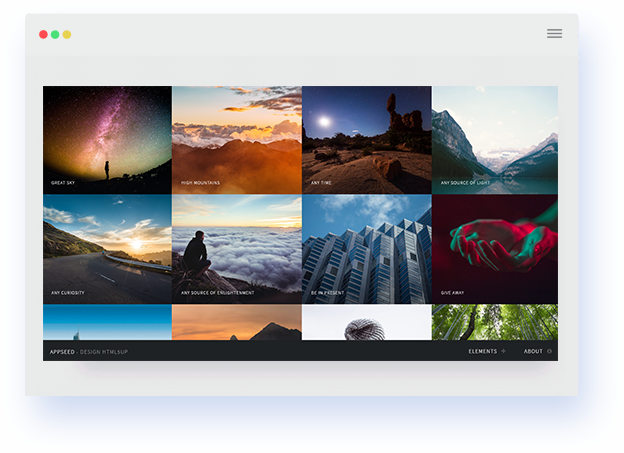 GREAT SKY
HIGH MOUNTAINS
ANY TIME
ANY SOURCE OF LIGHT
ANY CURIOSITY
ANY SOURCE OF ENLIGHTENMENT
BE IN PRESENT
GIVE AWAY
APPSEED - DESIGN HTML5UP
ELEMENTS
ABOUT